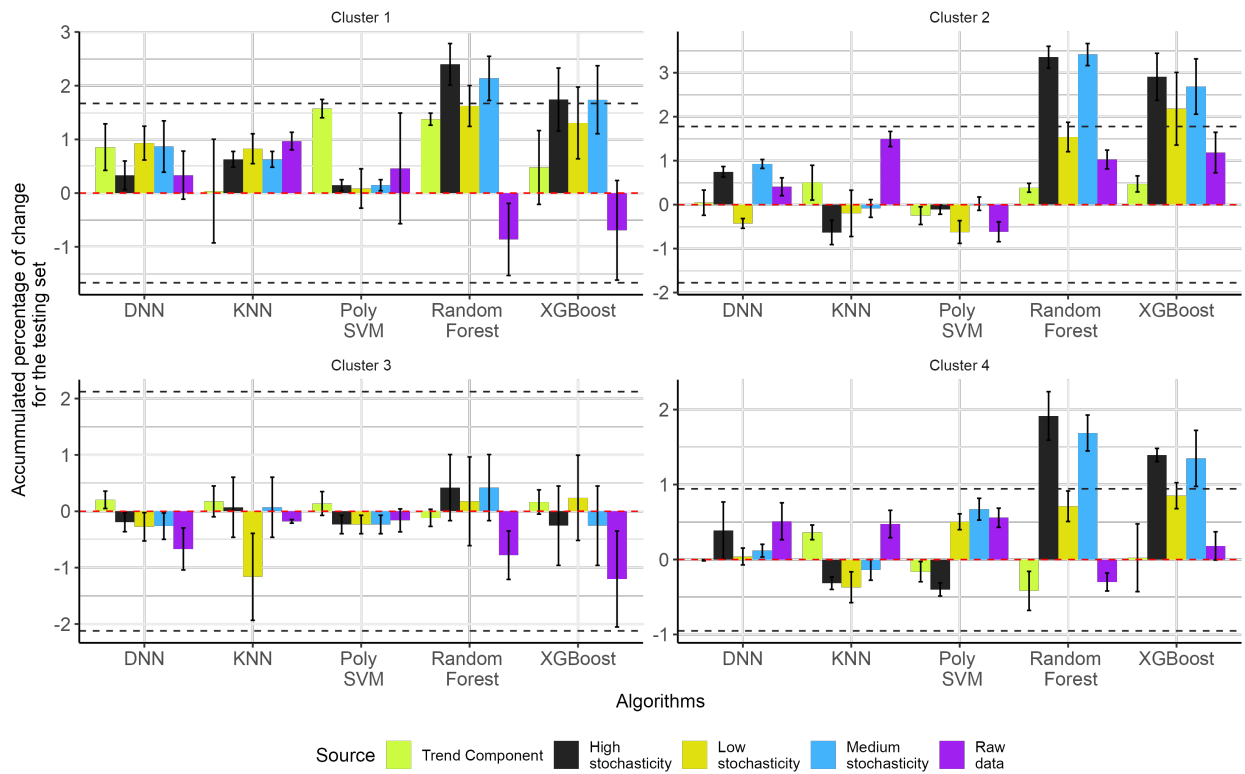 Accummulated percentage of change
for the testing set
Cluster 1
3
2
1
0
-1
DNN
KNN
Poly
SVM
Random
Forest
XGBoost
Cluster 2
3
2
1
0
-1
-2
DNN
KNN
Poly
SVM
Random
Forest
XGBoost
Cluster 3
2
1
0
-1
-2
DNN
KNN
Poly
SVM
Random
Forest
XGBoost
Cluster 4
2
1
0
-1
DNN
KNN
Poly
SVM
Random
Forest
XGBoost
Algorithms
Source
Trend Component
High
stochasticity
Low
stochasticity
Medium
stochasticity
Raw
data